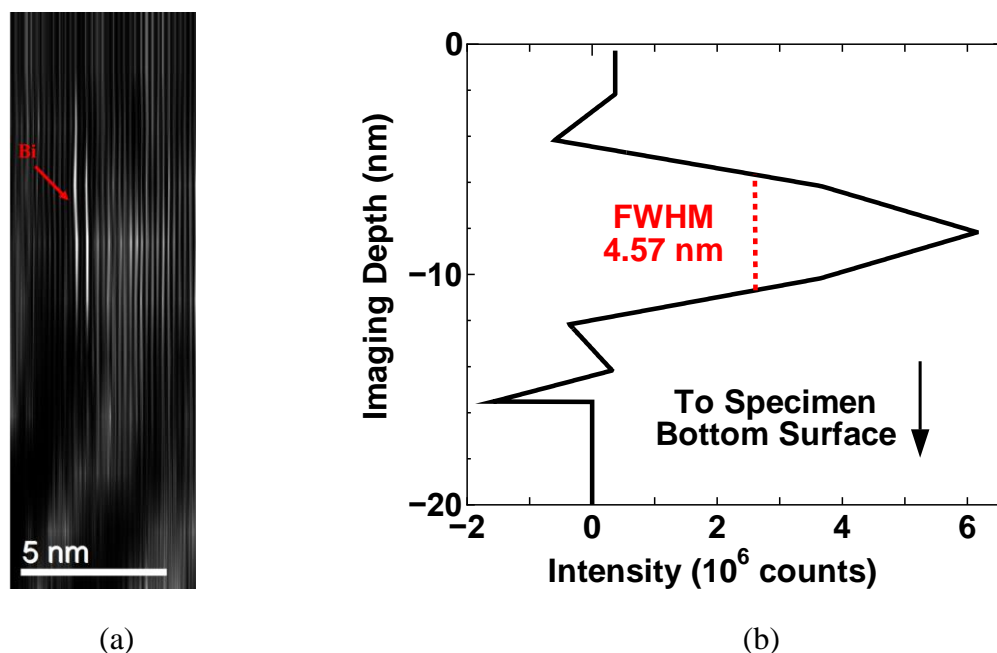 Bi
5 nm
(a)
0
−10
−20
Imaging Depth (nm)
FWHM
4.57 nm
To Specimen
Bottom Surface
−2 0 2 4 6
Intensity (10⁶ counts)
(b)